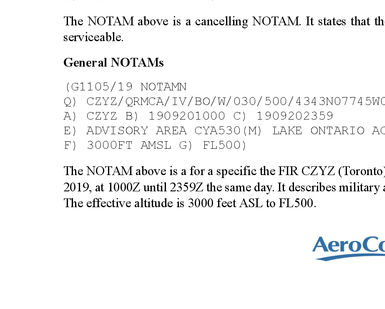 The NOTAM above is a cancelling NOTAM. It states that th
serviceable.
General NOTAMs
(G1105/19 NOTAMN
Q) CZYZ/QRMCA/IV/BO/W/030/500/4343N07745W0
A) CZYZ B) 1909201000 C) 1909202359
E) ADVISORY AREA CYA530(M) LAKE ONTARIO AC
F) 3000FT AMSL G) FL500)
The NOTAM above is a for a specific the FIR CZYZ (Toronto)
2019, at 1000Z until 2359Z the same day. It describes military a
The effective altitude is 3000 feet ASL to FL500.
AeroCo